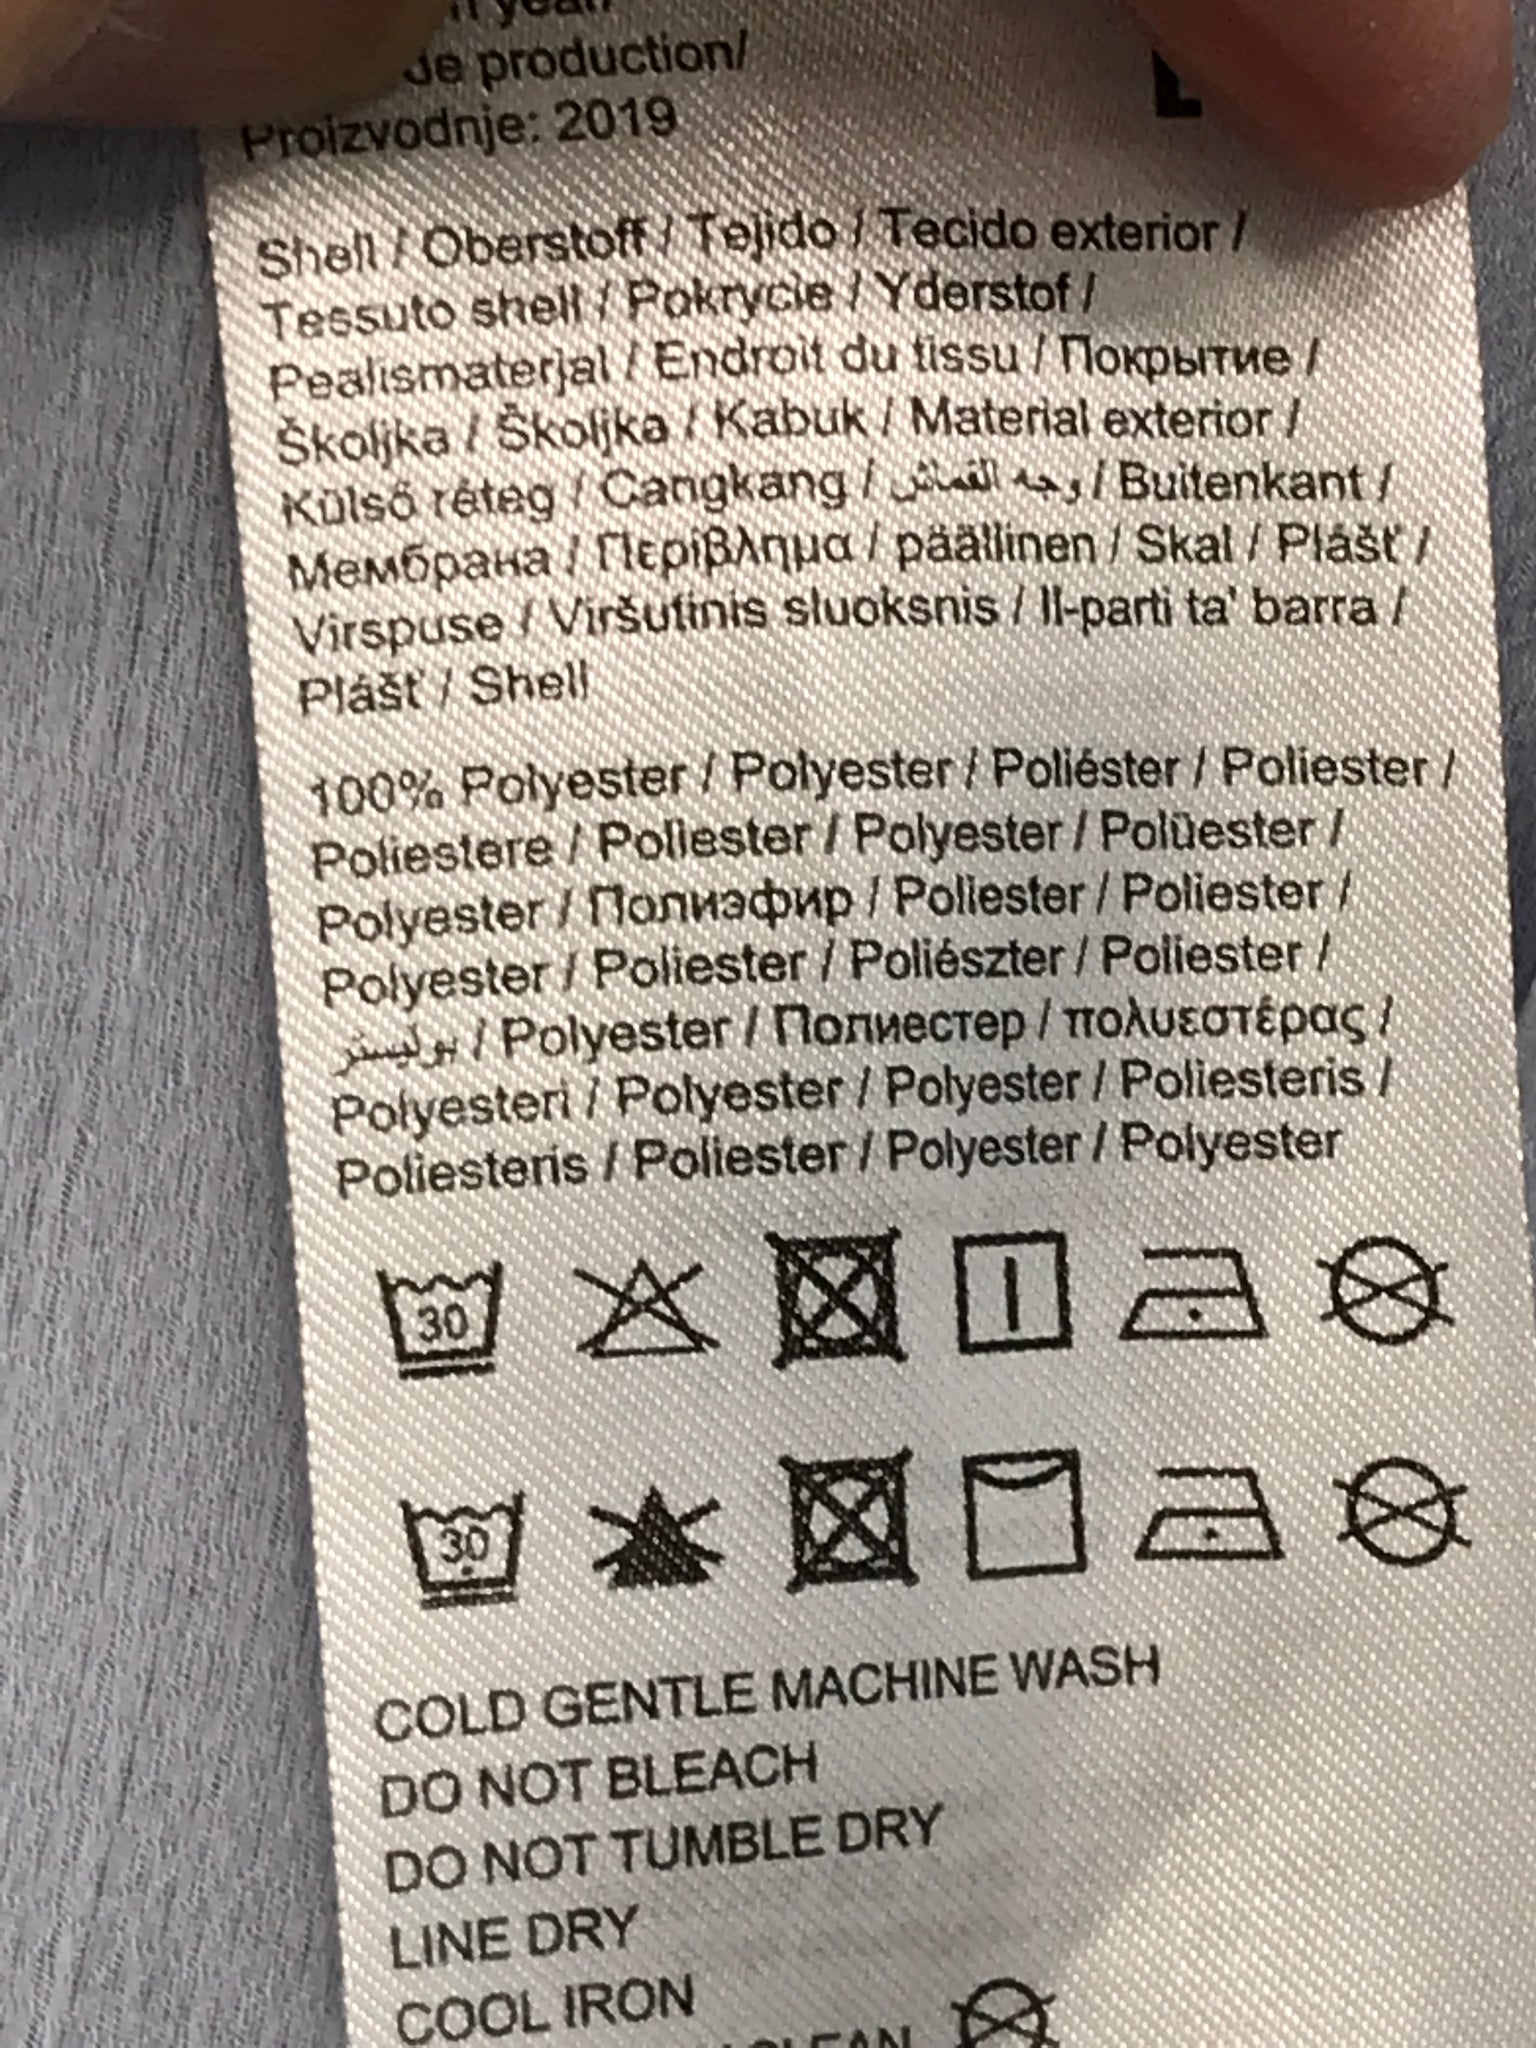 de production/
Proizvodnje: 2019
Shell / Oberstoff / Tejido / Tecido exterior /
Tessuto shell / Pokrycie / Yderstof /
Pealismaterjal / Endroit du tissu / Покрытие /
Školjka / Školjka / Kabuk / Material exterior /
Külsó réteg / Cangkang / وجه القماش / Buitenkant /
Мембрана / Περίβλημα / päällinen / Skal / Plášť /
Virspuse / Viršutinis sluoksnis / Il-parti ta' barra /
Plášť / Shell
100% Polyester / Polyester / Poliéster / Poliester /
Poliestere / Poliester / Polyester / Polüester /
Polyester / Полиэфир / Poliester / Poliester /
Polyester / Poliester / Poliészter / Poliester /
بوليستر / Polyester / Полиестер / πολυεστέρας /
Polyesteri / Polyester / Polyester / Poliesteris /
Poliesteris / Poliester / Polyester / Polyester
30
30
COLD GENTLE MACHINE WASH
DO NOT BLEACH
DO NOT TUMBLE DRY
LINE DRY
COOL IRON
CLEAN